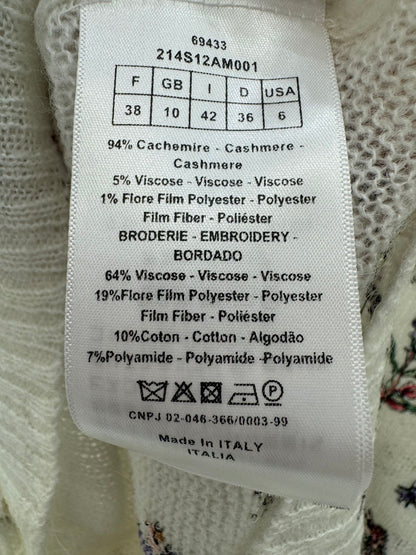 69433
214S12AM001
F GB I D USA
38 10 42 36 6
94% Cachemire - Cashmere -
Cashmere
5% Viscose - Viscose - Viscose
1% Flore Film Polyester - Polyester
Film Fiber - Poliéster
BRODERIE - EMBROIDERY -
BORDADO
64% Viscose - Viscose - Viscose
19%Flore Film Polyester - Polyester
Film Fiber - Poliéster
10%Coton - Cotton - Algodão
7%Polyamide - Polyamide -Polyamide
CNPJ 02-046-366/0003-99
Made In ITALY
ITALIA